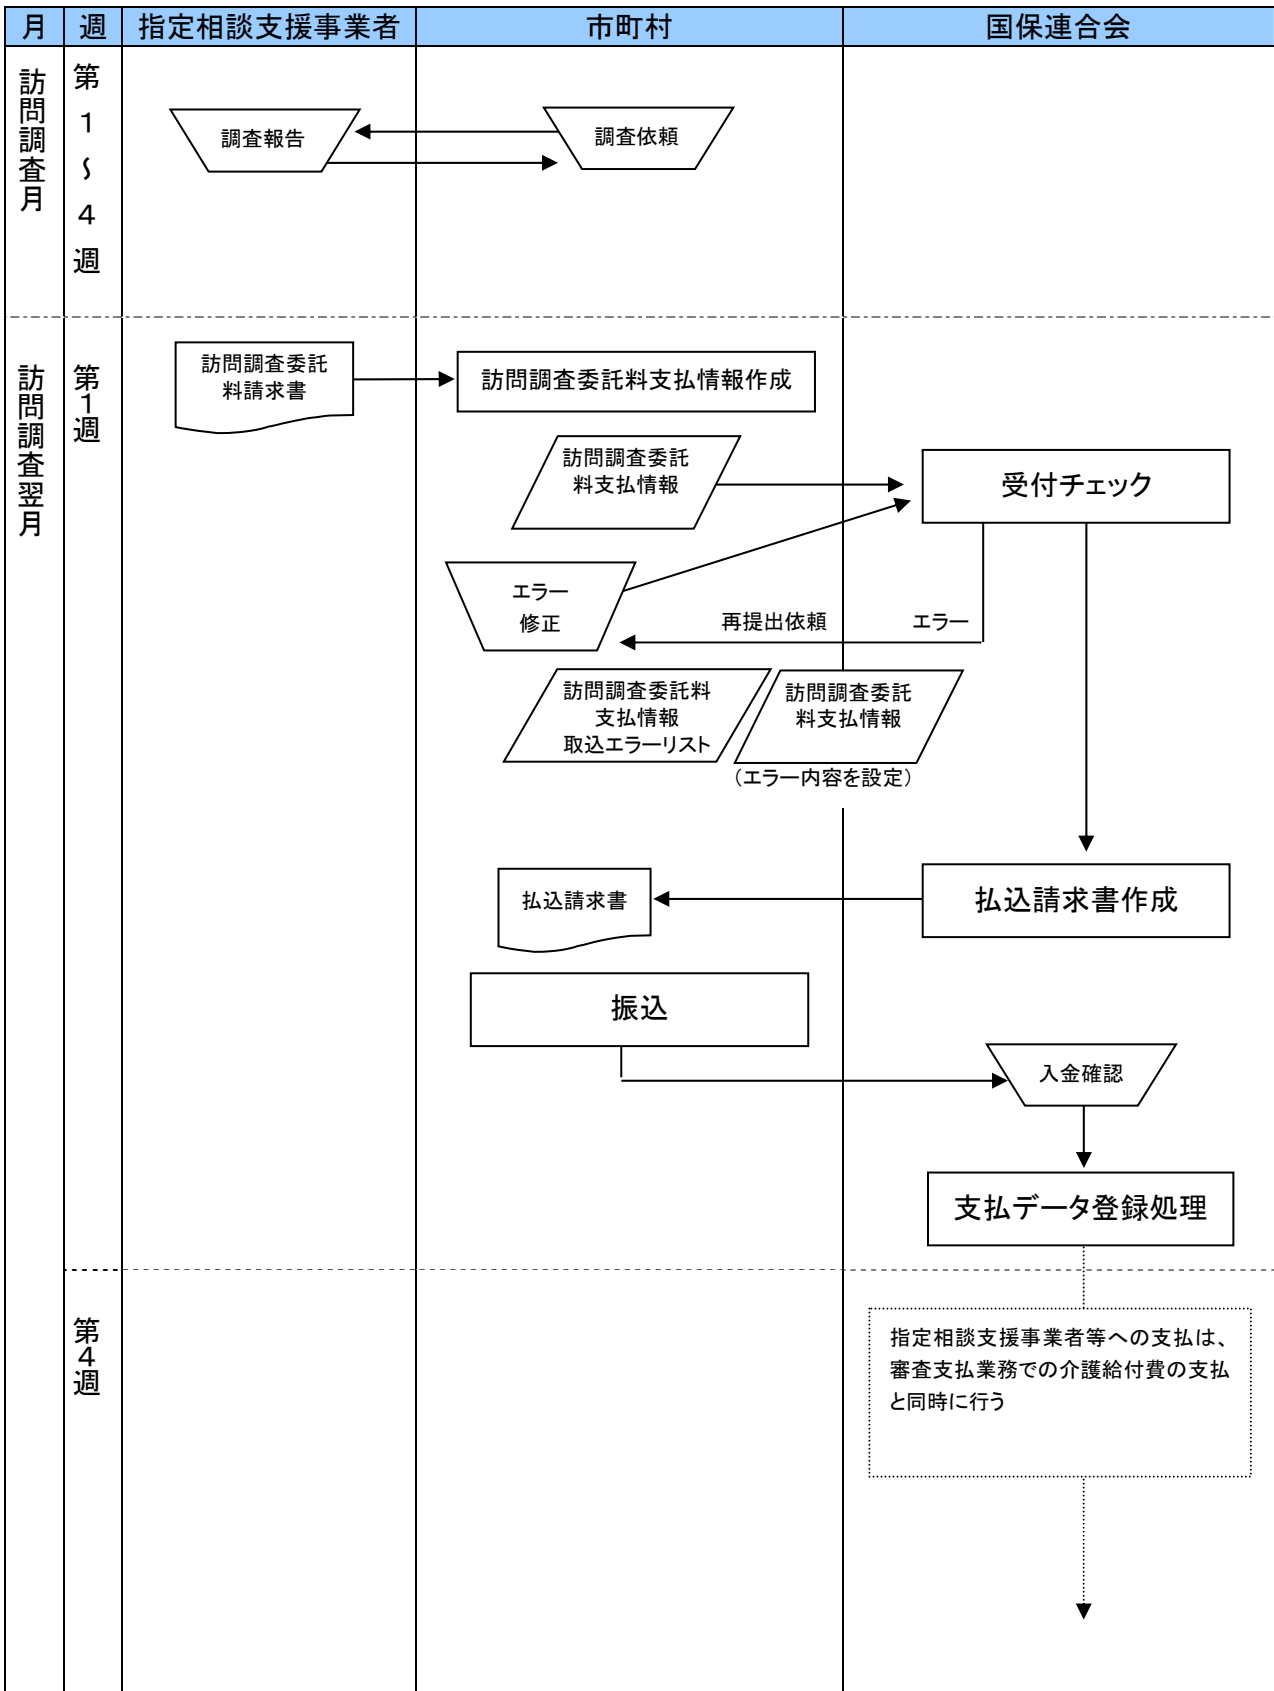 月
週
指定相談支援事業者
市町村
国保連合会
訪問調査月
第1～4週
調査報告
調査依頼
訪問調査翌月
第1週
訪問調査委託
料請求書
訪問調査委託料支払情報作成
訪問調査委託
料支払情報
受付チェック
エラー
修正
再提出依頼
エラー
訪問調査委託料
支払情報
取込エラーリスト
訪問調査委託
料支払情報
（エラー内容を設定）
払込請求書
払込請求書作成
振込
入金確認
支払データ登録処理
第4週
指定相談支援事業者等への支払は、
審査支払業務での介護給付費の支払
と同時に行う